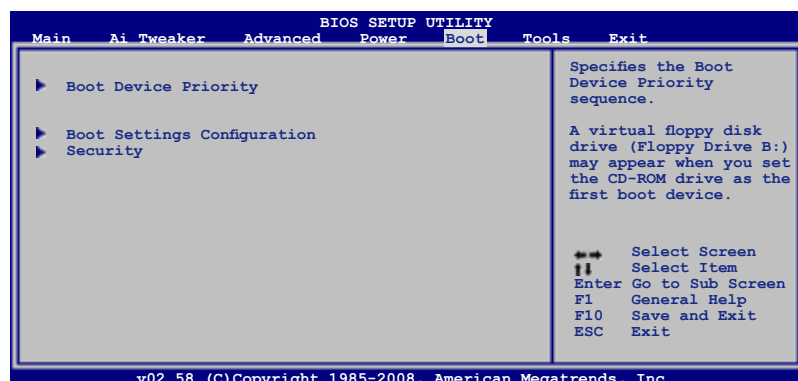 BIOS SETUP UTILITY
Main Ai Tweaker Advanced Power Boot Tools Exit
Boot Device Priority
Boot Settings Configuration
Security
Specifies the Boot
Device Priority
sequence.
A virtual floppy disk
drive (Floppy Drive B:)
may appear when you set
the CD-ROM drive as the
first boot device.
←→ Select Screen
↑↓ Select Item
Enter Go to Sub Screen
F1 General Help
F10 Save and Exit
ESC Exit
v02.58 (C)Copyright 1985-2008, American Megatrends, Inc.